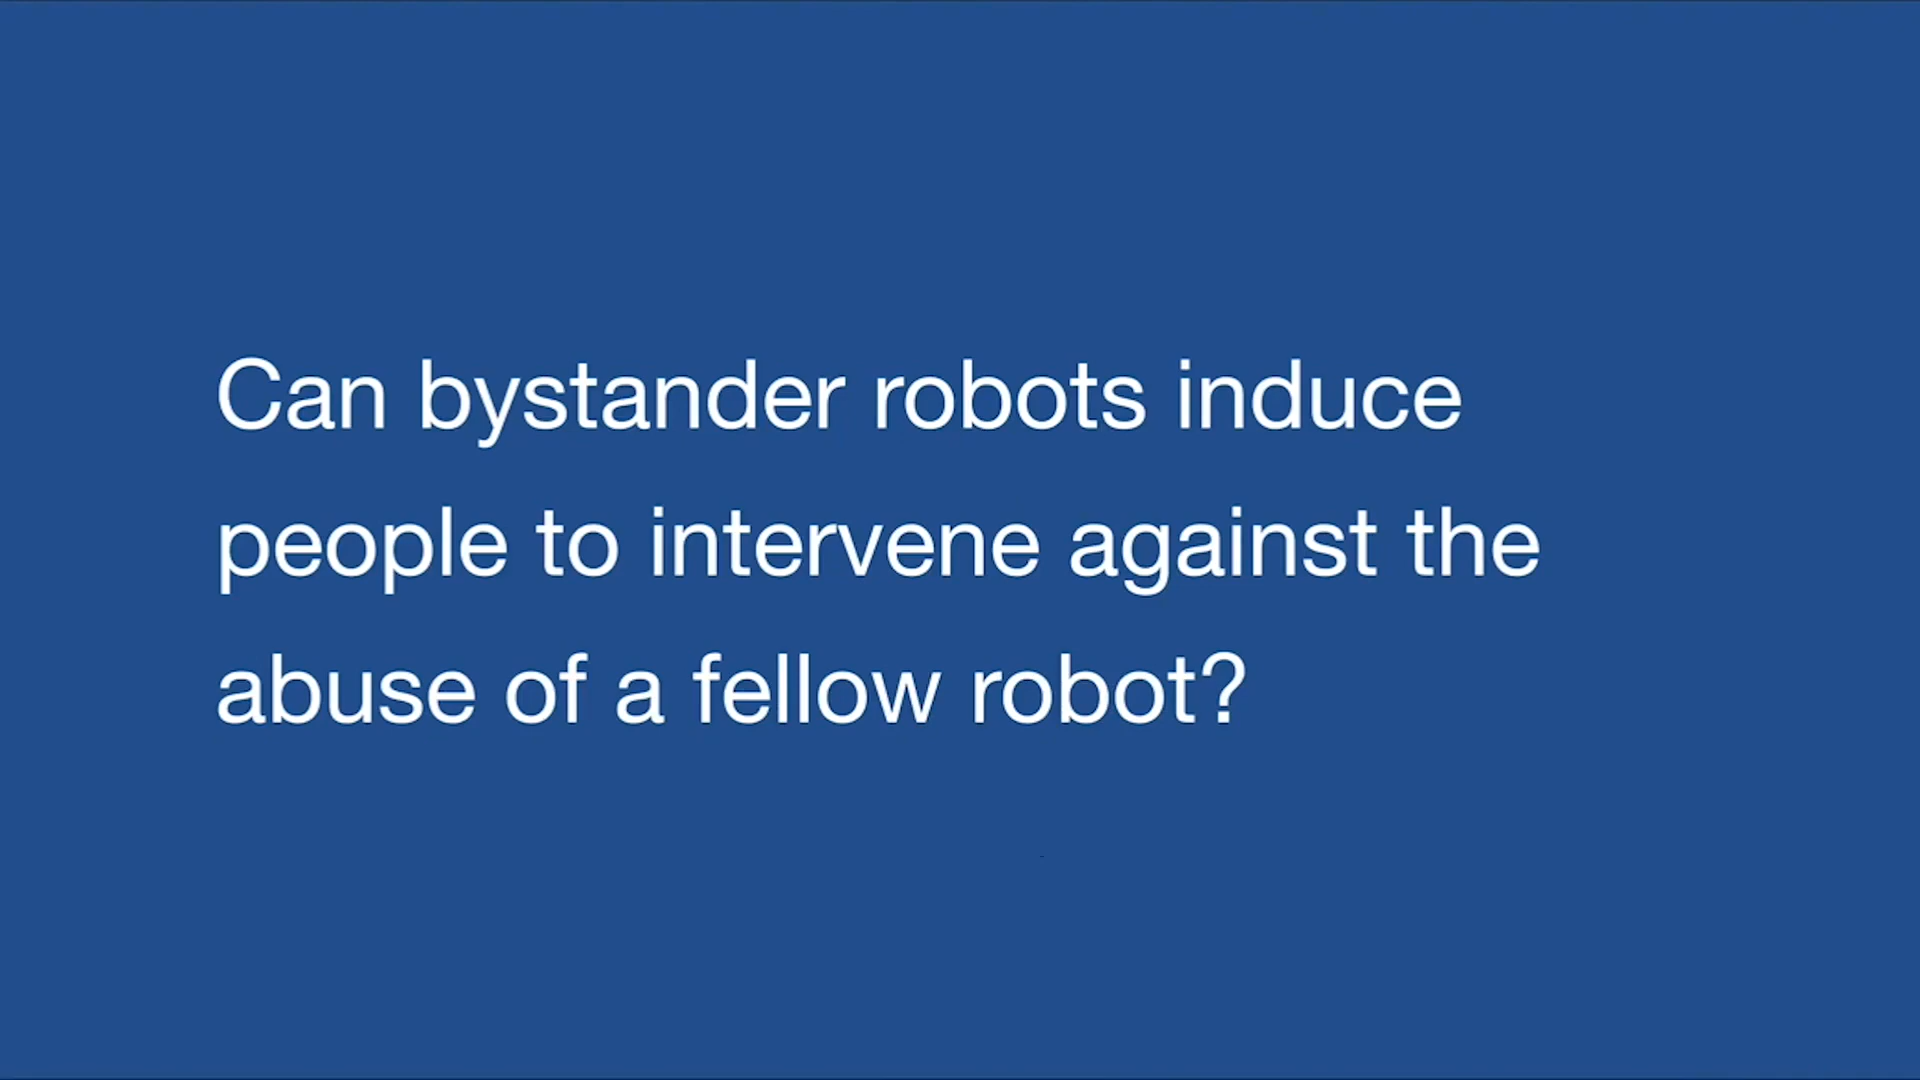 Can bystander robots induce
people to intervene against the
abuse of a fellow robot?